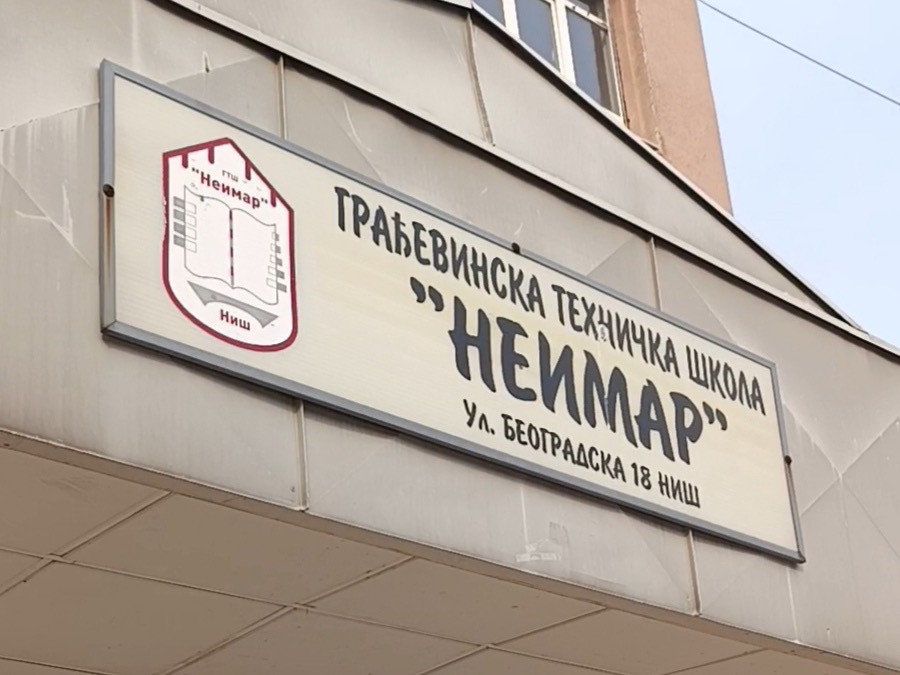 ГТШ
"Неимар"
Ниш
ГРАЂЕВИНСКА ТЕХНИЧКА ШКОЛА
"НЕИМАР"
Ул. БЕОГРАДСКА 18 НИШ